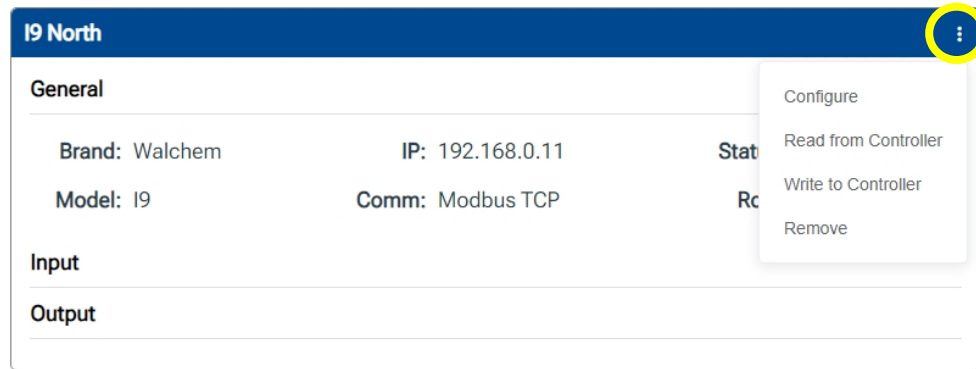 I9 North
General
Configure
Brand: Walchem IP: 192.168.0.11
Read from Controller
Model: I9 Comm: Modbus TCP
Write to Controller
Remove
Input
Output